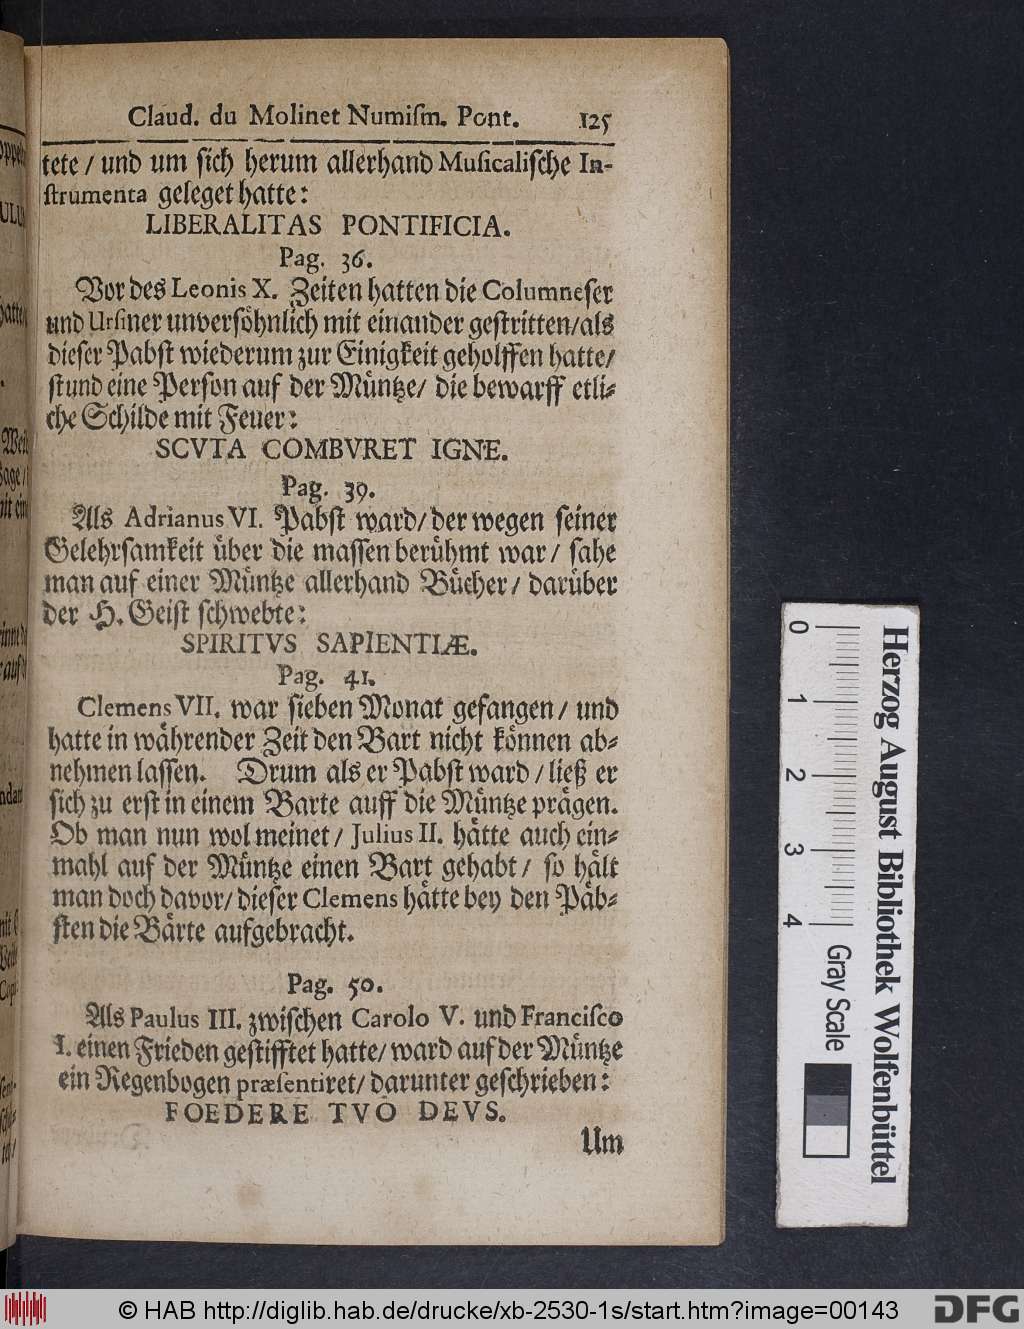 Claud. du Molinet Numiſm. Pont. 125
tete / und um ſich herum allerhand Muſicaliſche In-
ſtrumenta geleget hatte:
LIBERALITAS PONTIFICIA.
Pag. 36.
Vor des Leonis X. Zeiten hatten die Columneſer
und Urſiner unverſöhnlich mit einander geſtritten/als
dieſer Pabſt wiederum zur Einigkeit geholffen hatte/
ſtund eine Perſon auf der Müntze/ die bewarff etli-
che Schilde mit Feuer:
SCVTA COMBVRET IGNE.
Pag. 39.
Als Adrianus VI. Pabſt ward/ der wegen ſeiner
Gelehrſamkeit über die maſſen berühmt war / ſahe
man auf einer Müntze allerhand Bücher / darüber
der H. Geiſt ſchwebte:
SPIRITVS SAPIENTIÆ.
Pag. 41.
Clemens VII. war ſieben Monat gefangen / und
hatte in währender Zeit den Bart nicht können ab-
nehmen laſſen. Drum als er Pabſt ward / ließ er
ſich zu erſt in einem Barte auff die Müntze prägen.
Ob man nun wol meinet / Julius II. hätte auch ein-
mahl auf der Müntze einen Bart gehabt / ſo hält
man doch davor/ dieſer Clemens hätte bey den Päb-
ſten die Bärte aufgebracht.
Pag. 50.
Als Paulus III. zwiſchen Carolo V. und Franciſco
I. einen Frieden geſtifftet hatte/ ward auf der Müntze
ein Regenbogen præſentiret/ darunter geſchrieben:
FOEDERE TVO DEVS.
Um
0 1 2 3 4
Herzog August Bibliothek Wolfenbüttel
Gray Scale
© HAB http://diglib.hab.de/drucke/xb-2530-1s/start.htm?image=00143
DFG